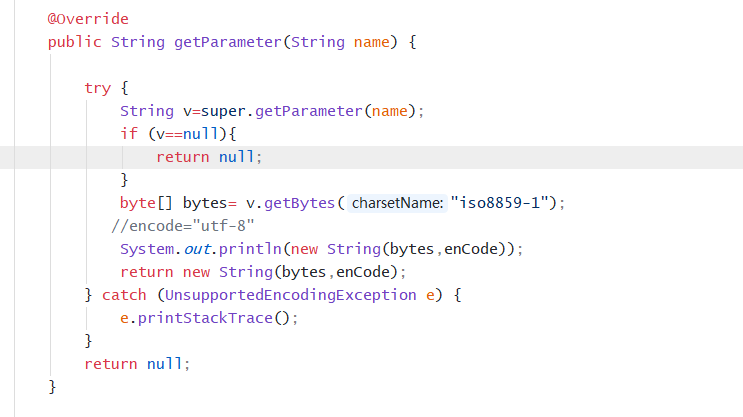 @Override
public String getParameter(String name) {
try {
String v=super.getParameter(name);
if (v==null){
return null;
}
byte[] bytes= v.getBytes( charsetName: "iso8859-1");
//encode="utf-8"
System.out.println(new String(bytes,enCode));
return new String(bytes,enCode);
} catch (UnsupportedEncodingException e) {
e.printStackTrace();
}
return null;
}